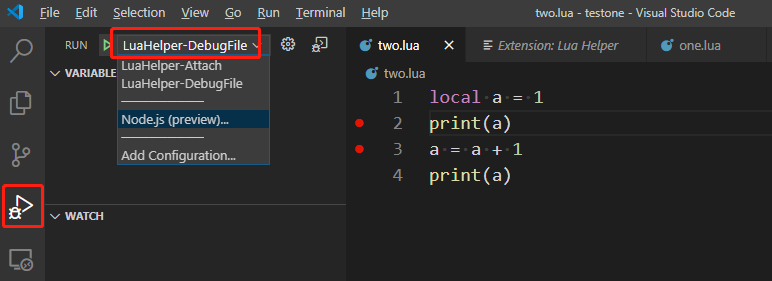 File Edit Selection View Go Run Terminal Help two.lua - testone - Visual Studio Code
RUN LuaHelper-DebugFile
two.lua Extension: Lua Helper one.lua
VARIABLE
LuaHelper-Attach
LuaHelper-DebugFile
Node.js (preview)...
Add Configuration...
WATCH
two.lua
1 local a = 1
2 print(a)
3 a = a + 1
4 print(a)